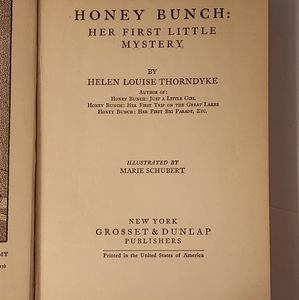 HONEY BUNCH:
HER FIRST LITTLE
MYSTERY
BY
HELEN LOUISE THORNDYKE
AUTHOR OF:
HONEY BUNCH: JUST A LITTLE GIRL
HONEY BUNCH: HER FIRST TRIP ON THE GREAT LAKES
HONEY BUNCH: HER FIRST BIG PARADE, ETC.
ILLUSTRATED BY
MARIE SCHUBERT
NEW YORK
GROSSET & DUNLAP
PUBLISHERS
Printed in the United States of America